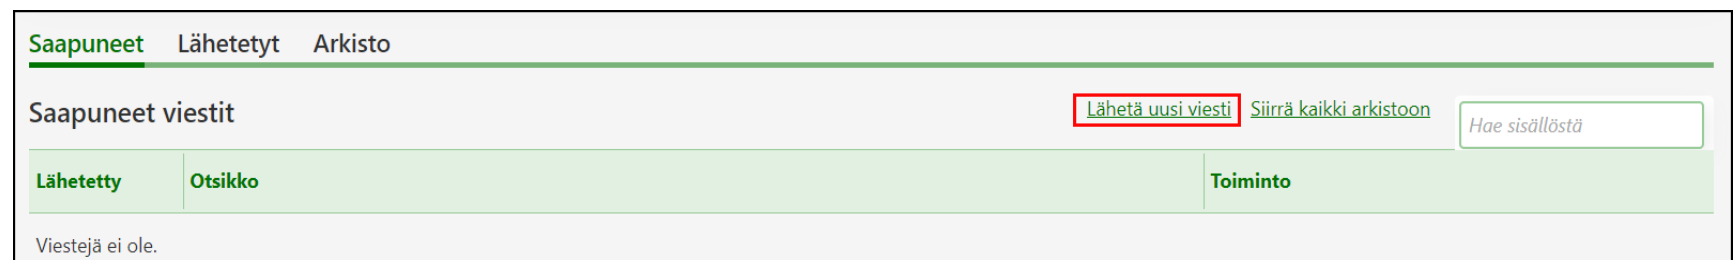 Saapuneet Lähetetyt Arkisto
Saapuneet viestit Lähetä uusi viesti Siirrä kaikki arkistoon Hae sisällöstä
Lähetetty Otsikko Toiminto
Viestejä ei ole.